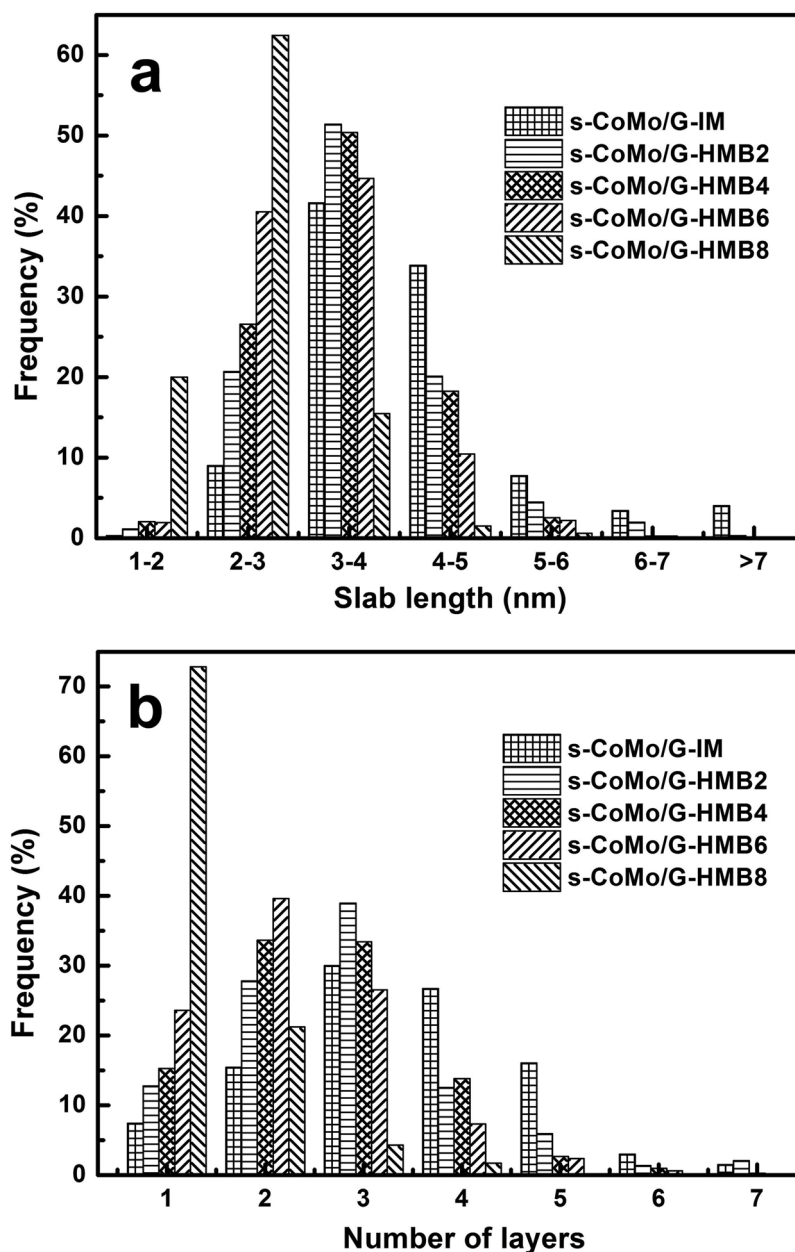 a
60
50
40
30
20
10
0
Frequency (%)
s-CoMo/G-IM
s-CoMo/G-HMB2
s-CoMo/G-HMB4
s-CoMo/G-HMB6
s-CoMo/G-HMB8
1-2 2-3 3-4 4-5 5-6 6-7 >7
Slab length (nm)
b
70
60
50
40
30
20
10
0
Frequency (%)
s-CoMo/G-IM
s-CoMo/G-HMB2
s-CoMo/G-HMB4
s-CoMo/G-HMB6
s-CoMo/G-HMB8
1 2 3 4 5 6 7
Number of layers